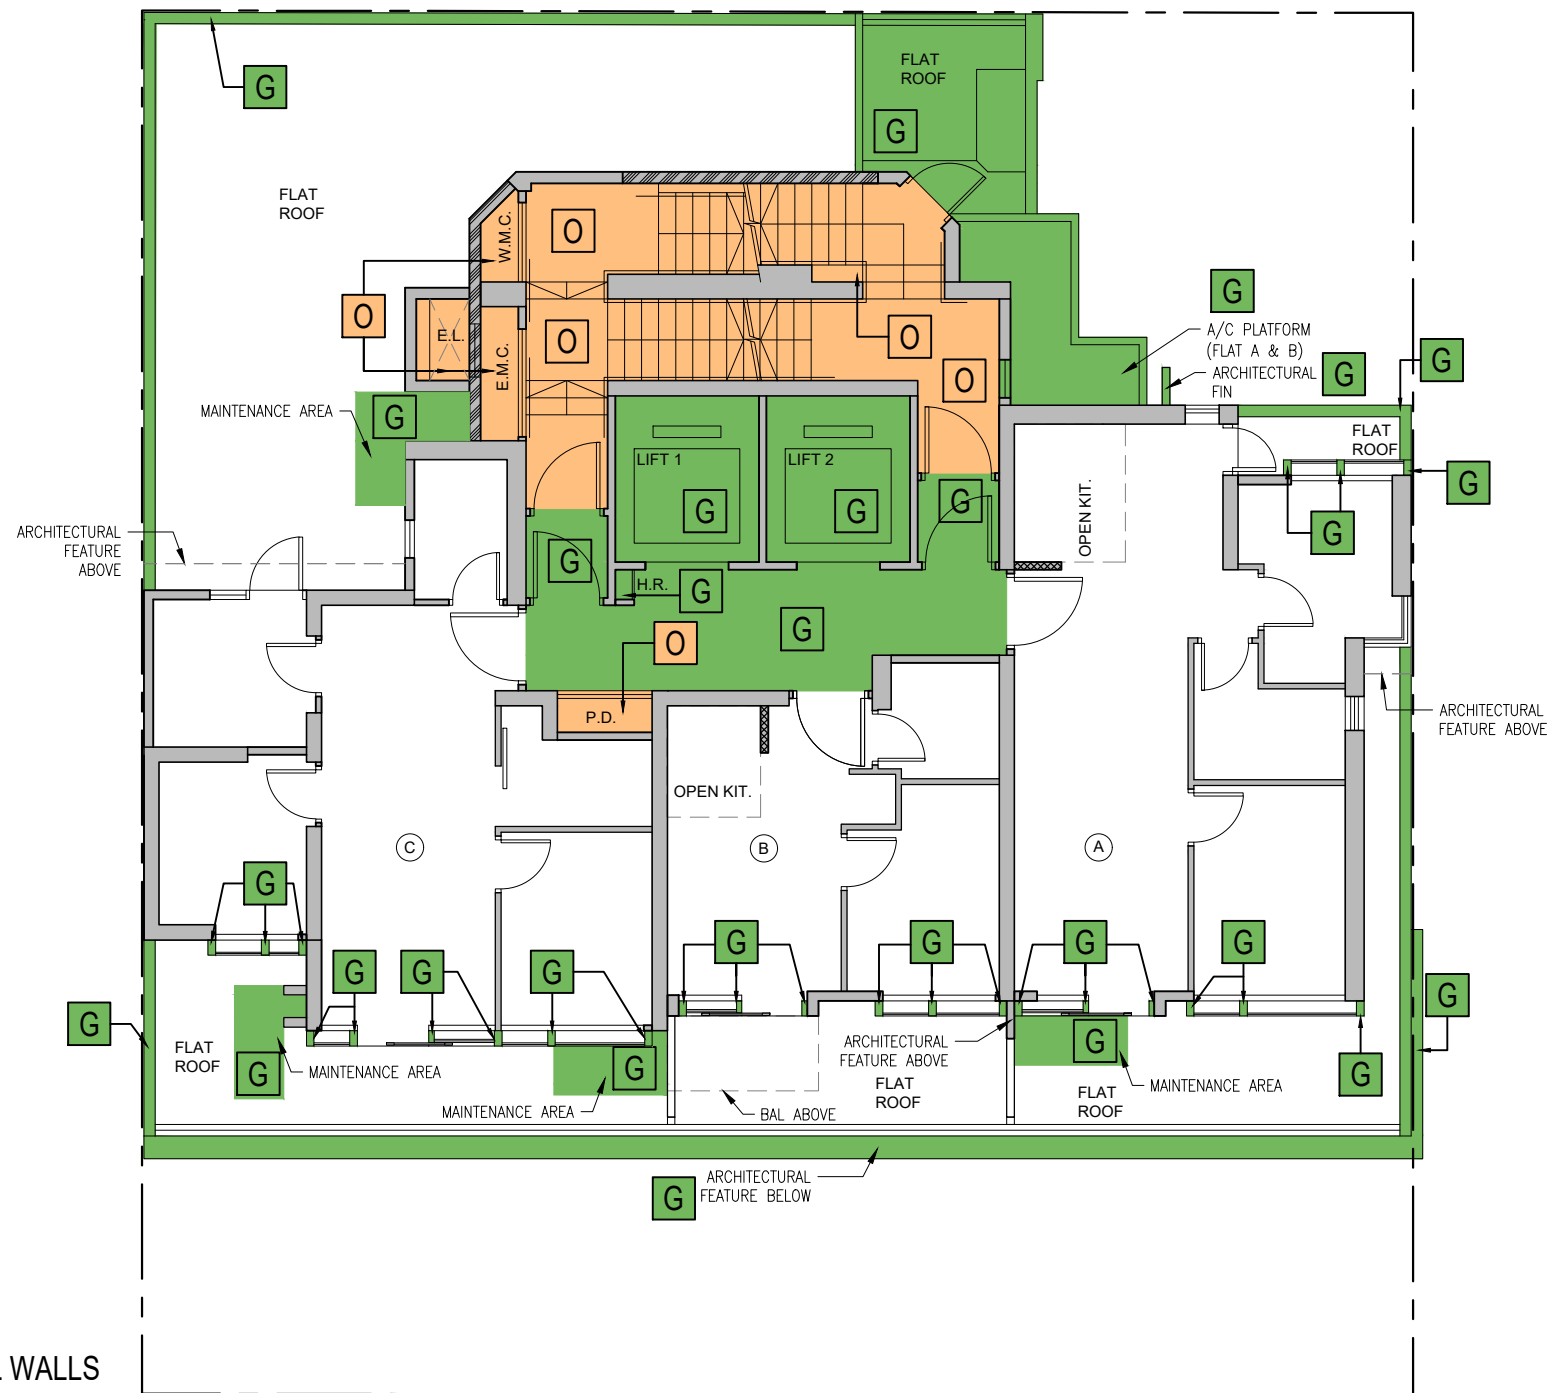 G
FLAT
ROOF
G
FLAT
ROOF
W.M.C.
O
G
O
E.L.
E.M.C.
O
O
O
A/C PLATFORM
(FLAT A & B)
G
ARCHITECTURAL
FIN
G
MAINTENANCE AREA
G
FLAT
ROOF
LIFT 1
G
LIFT 2
G
G
OPEN KIT.
G
G
ARCHITECTURAL
FEATURE
ABOVE
G
H.R.
G
G
O
P.D.
ARCHITECTURAL
FEATURE ABOVE
OPEN KIT.
C
B
A
G
G
G
G
G
G
G
G
G
G
FLAT
ROOF
G
MAINTENANCE AREA
G
MAINTENANCE AREA
ARCHITECTURAL
FEATURE ABOVE
FLAT
ROOF
BAL ABOVE
G
MAINTENANCE AREA
FLAT
ROOF
G
G
ARCHITECTURAL
FEATURE BELOW
WALLS